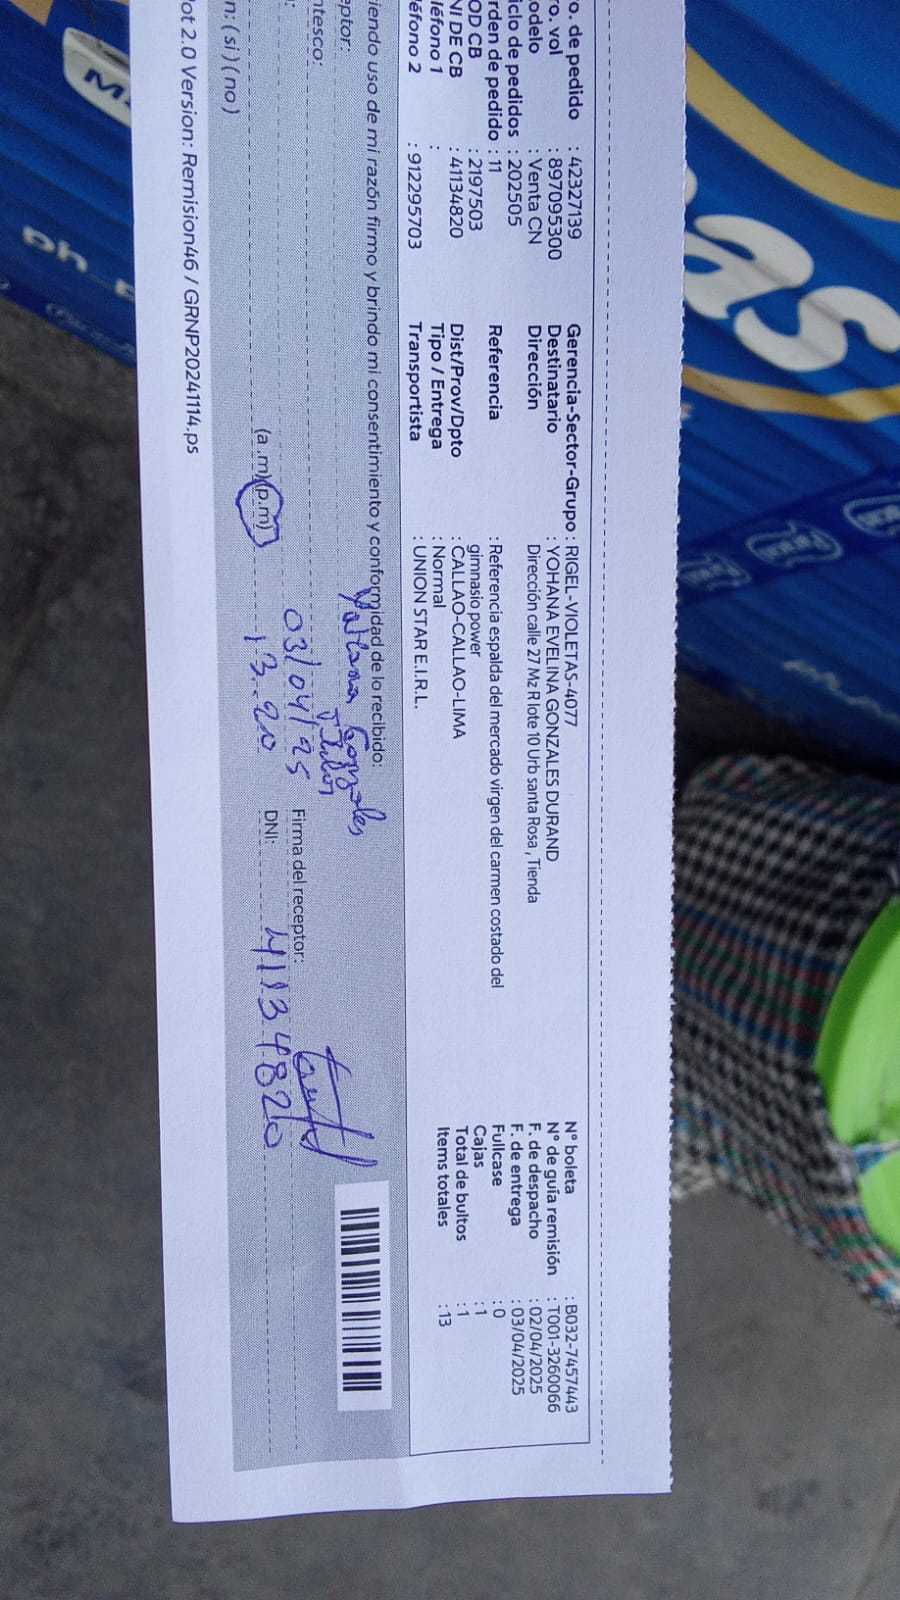 ro. de pedido : 42327139
ro. vol : 897095300
odelo : Venta CN
iclo de pedidos : 202505
rden de pedido : 11
OD CB : 2197503
NI DE CB : 41134820
léfono 1 :
léfono 2 : 912295703
Gerencia-Sector-Grupo : RIGEL-VIOLETAS-4077
Destinatario : YOHANA EVELINA GONZALES DURAND
Dirección Dirección calle 27 Mz R lote 10 Urb santa Rosa , Tienda
Referencia : Referencia espalda del mercado virgen del carmen costado del
gimnasio power
Dist/Prov/Dpto : CALLAO-CALLAO-LIMA
Tipo / Entrega : Normal
Transportista : UNION STAR E.I.R.L.
N° boleta : B032-7457443
N° de guía remisión : T001-3260066
F. de despacho : 02/04/2025
F. de entrega : 03/04/2025
Fullcase : 0
Cajas : 1
Total de bultos : 1
Items totales : 13
iendo uso de mi razón firmo y brindo mi consentimiento y conformidad de lo recibido:
eptor: Gonzales
ntesco:
03/04/25 Firma del receptor:
n: ( si ) ( no ) (a .m) (p.m) 13.20 DNI: 41134820
ot 2.0 Version: Remision46 / GRNP20241114.ps
as